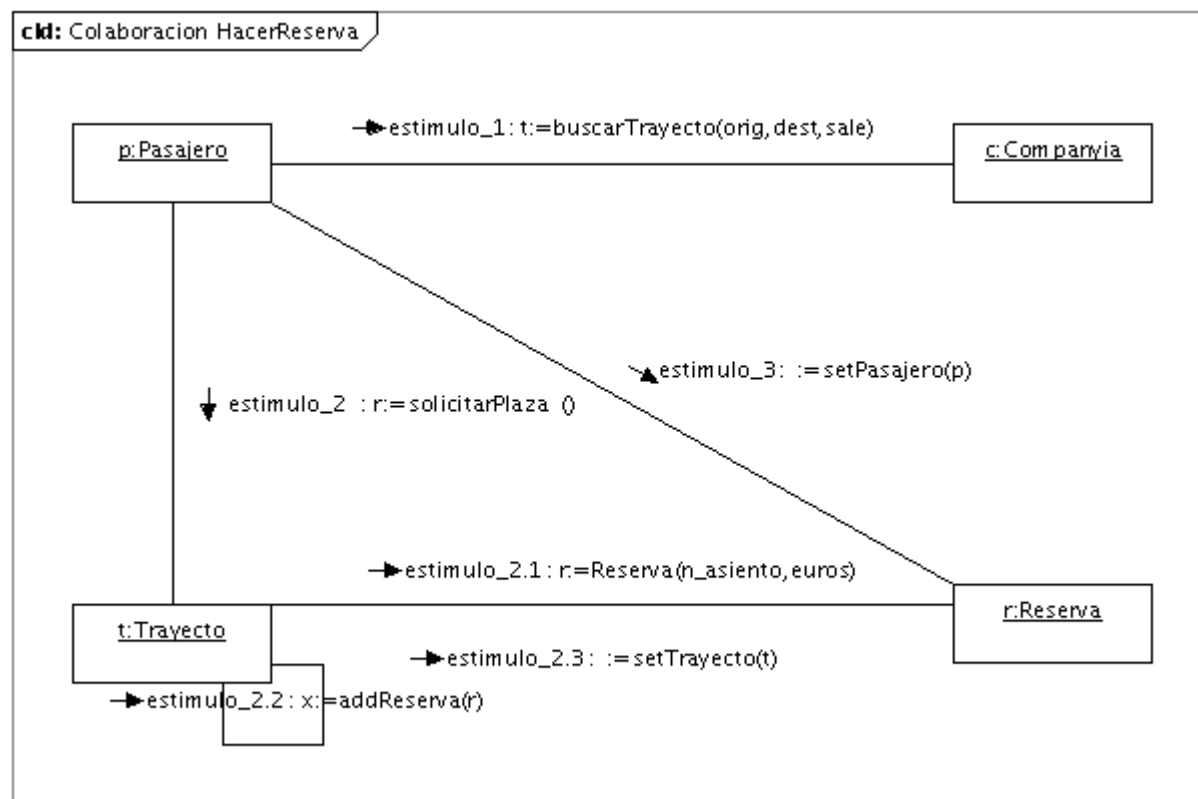 cld: Colaboracion HacerReserva
estimulo_1: t:=buscarTrayecto(orig,dest,sale)
p:Pasajero
c:Companyia
estimulo_3: :=setPasajero(p)
estimulo_2 : r:=solicitarPlaza ()
estimulo_2.1: r:=Reserva(n_asiento,euros)
t:Trayecto
r:Reserva
estimulo_2.3: :=setTrayecto(t)
estimulo_2.2: x:=addReserva(r)